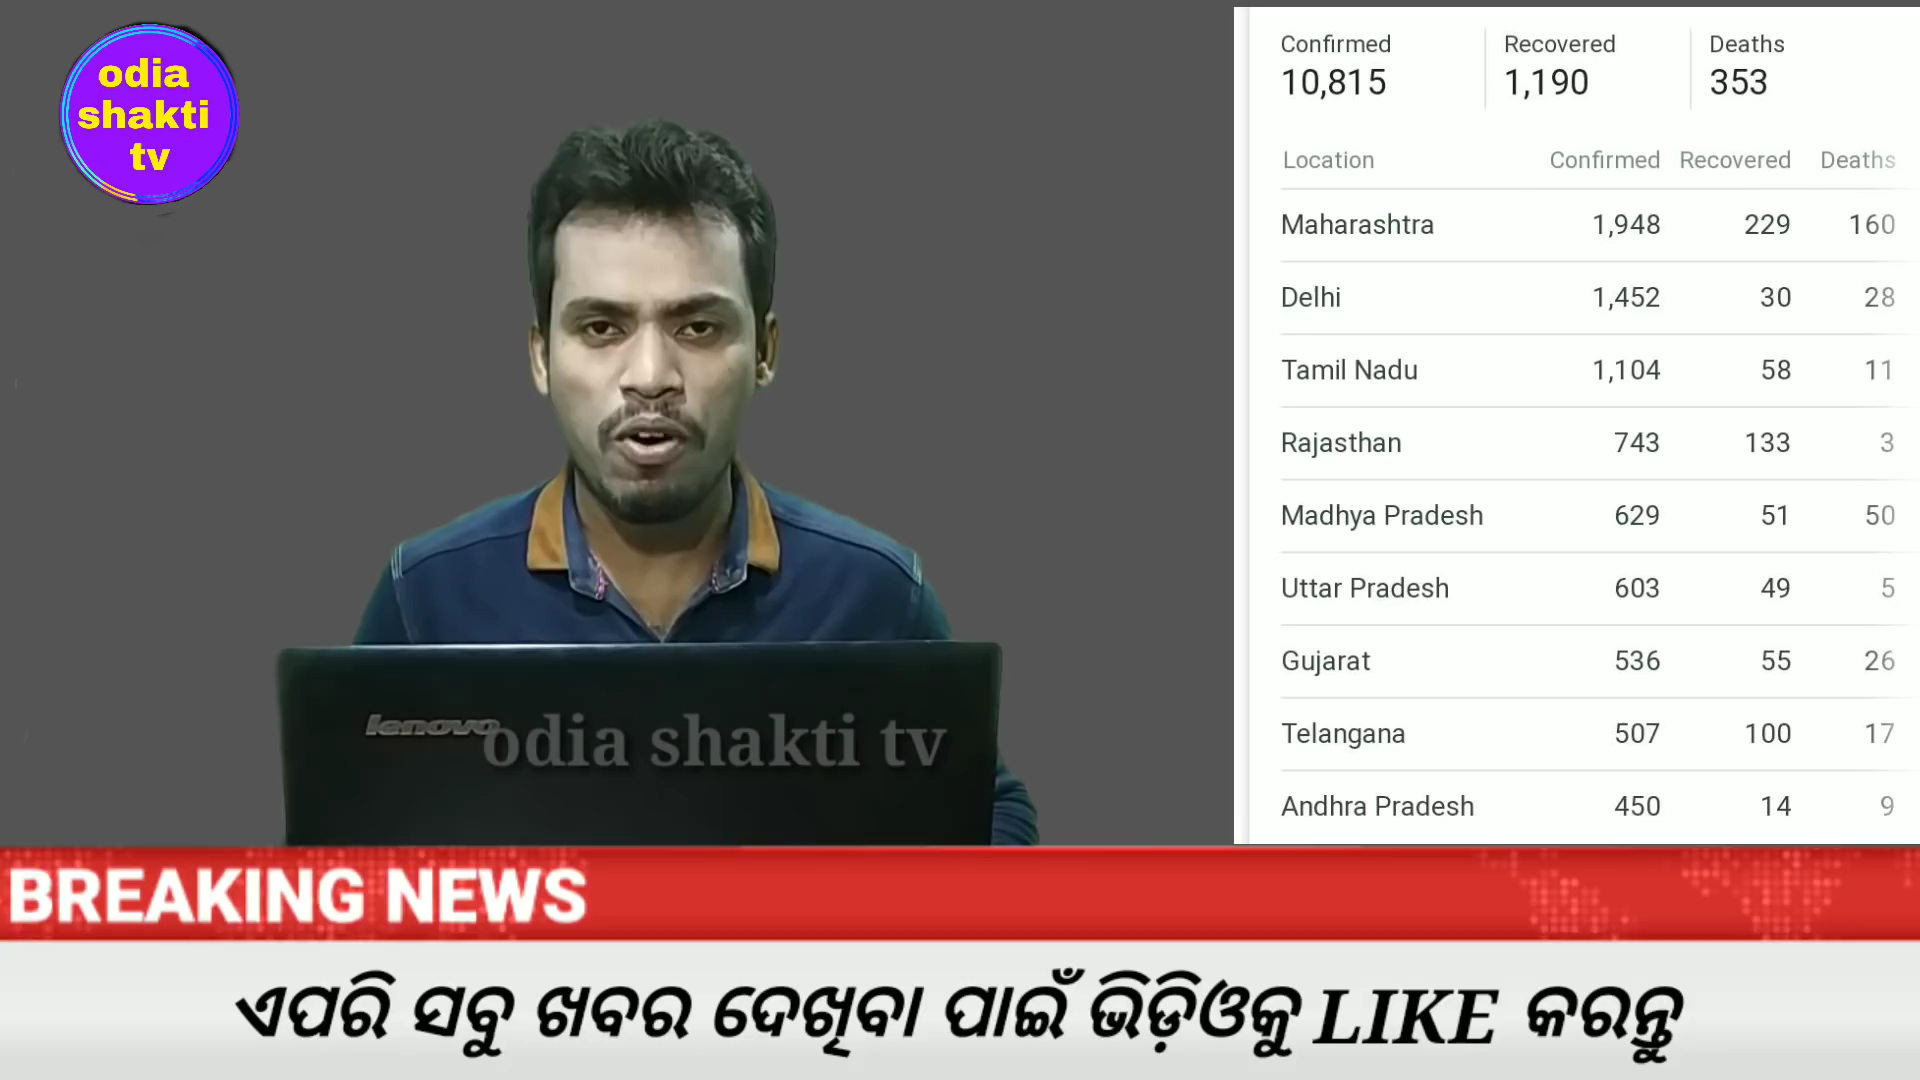 odia
shakti
tv
Confirmed Recovered Deaths
10,815 1,190 353
Location Confirmed Recovered Deaths
Maharashtra 1,948 229 160
Delhi 1,452 30 28
Tamil Nadu 1,104 58 11
Rajasthan 743 133 3
Madhya Pradesh 629 51 50
Uttar Pradesh 603 49 5
Gujarat 536 55 26
Telangana 507 100 17
Andhra Pradesh 450 14 9
lenovo
odia shakti tv
BREAKING NEWS
ଏପରି ସବୁ ଖବର ଦେଖିବା ପାଇଁ ଭିଡ଼ିଓକୁ LIKE କରନ୍ତୁ